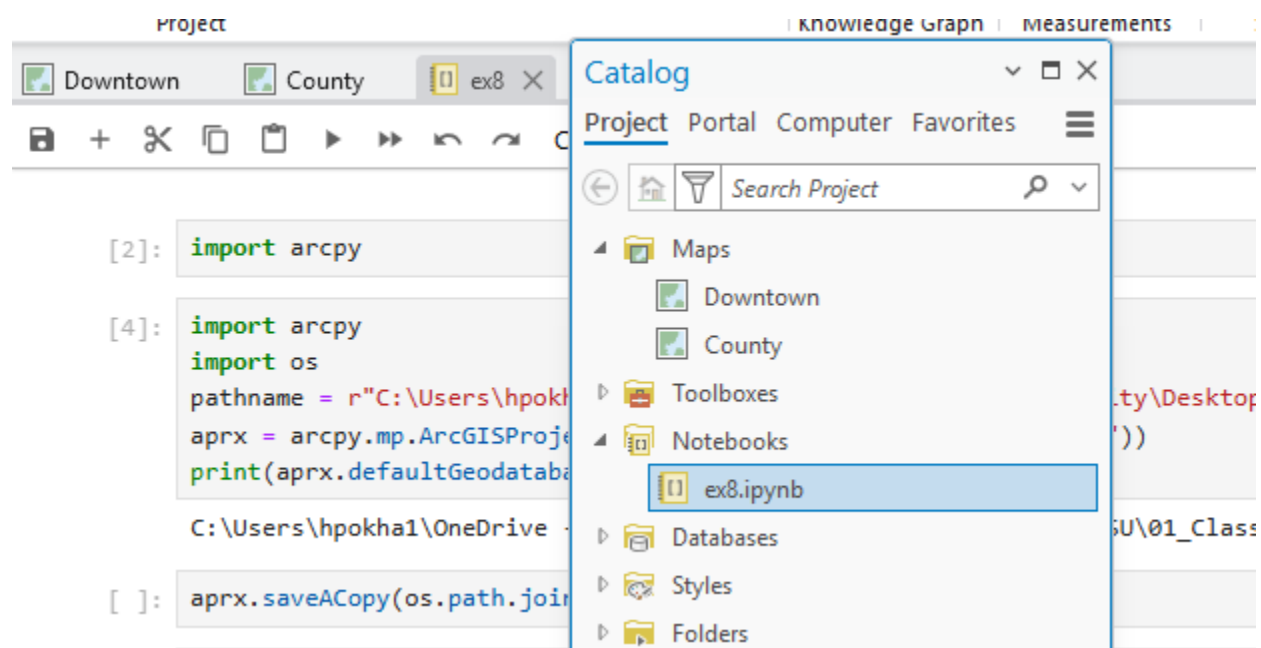 Project
Knowledge Graph
Measurements
Downtown
County
ex8
Catalog
Project Portal Computer Favorites
Search Project
[2]: import arcpy
[4]: import arcpy
import os
pathname = r"C:\Users\hpokh
ty\Desktop
aprx = arcpy.mp.ArcGISProje
'))
print(aprx.defaultGeodataba
C:\Users\hpokha1\OneDrive -
SU\01_Class
[ ]: aprx.saveACopy(os.path.joi
Maps
Downtown
County
Toolboxes
Notebooks
ex8.ipynb
Databases
Styles
Folders